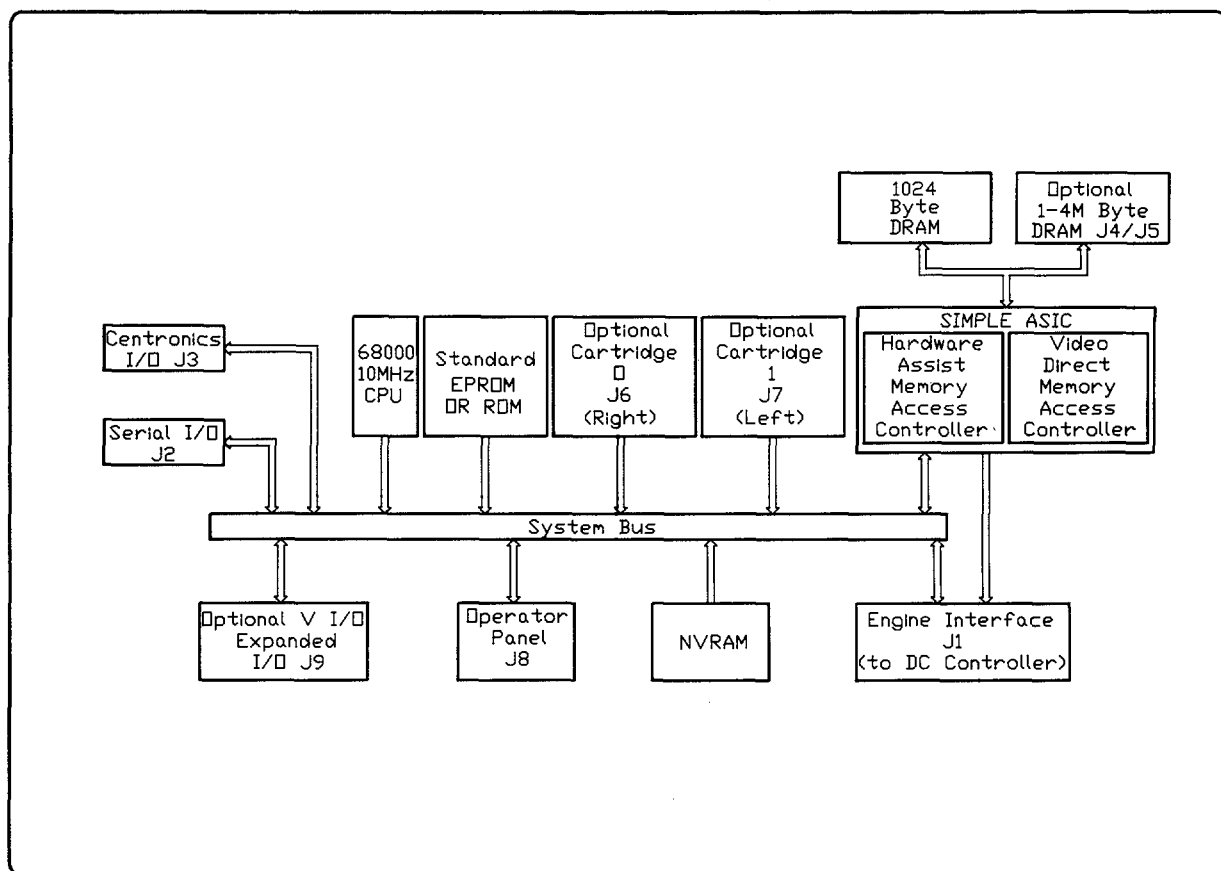 1024
Byte
DRAM
Optional
1-4M Byte
DRAM J4/J5
Centronics
I/O J3
Serial I/O
J2
68000
10MHz
CPU
Standard
EPROM
OR ROM
Optional
Cartridge
0
J6
(Right)
Optional
Cartridge
1
J7
(Left)
SIMPLE ASIC
Hardware
Assist
Memory
Access
Controller
Video
Direct
Memory
Access
Controller
System Bus
Optional V I/O
Expanded
I/O J9
Operator
Panel
J8
NVRAM
Engine Interface
J1
(to DC Controller)